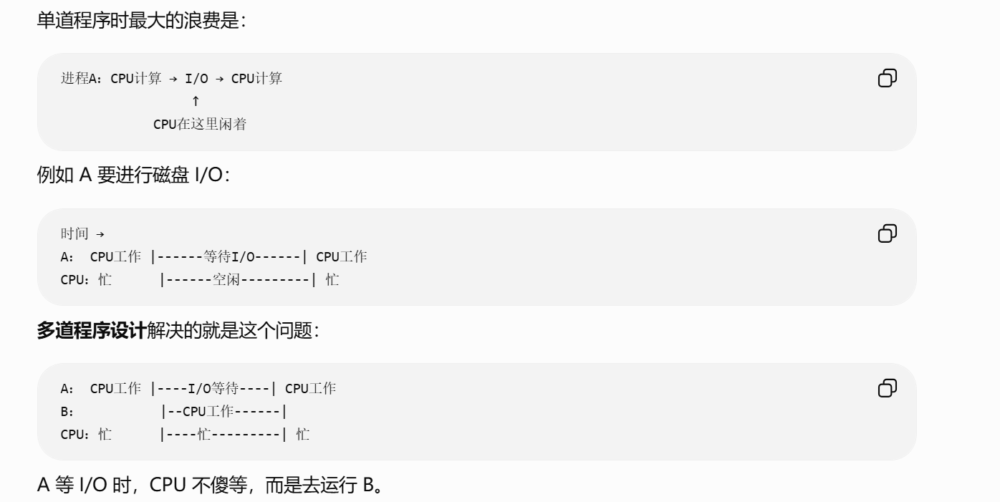 单道程序时最大的浪费是：
进程A：CPU计算 → I/O → CPU计算
↑
CPU在这里闲着
例如 A 要进行磁盘 I/O：
时间 →
A： CPU工作 |------等待I/O------| CPU工作
CPU：忙 |------空闲---------| 忙
多道程序设计解决的就是这个问题：
A： CPU工作 |----I/O等待----| CPU工作
B： |--CPU工作------|
CPU：忙 |----忙---------| 忙
A 等 I/O 时，CPU 不傻等，而是去运行 B。